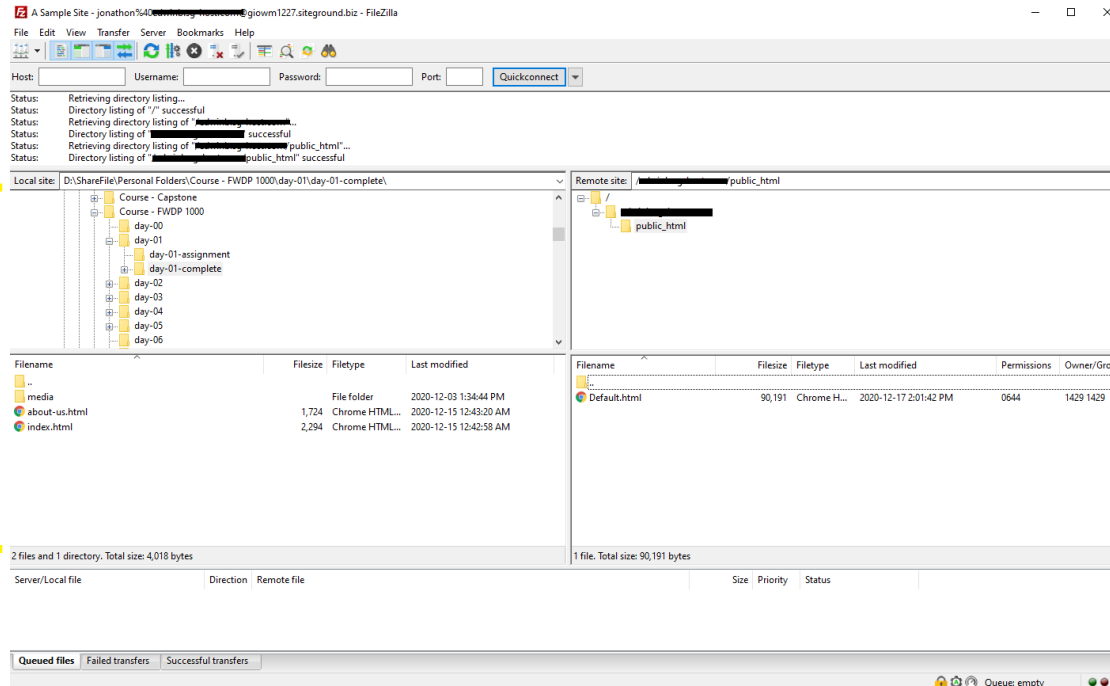 A Sample Site - jonathon%40 @giowm1227.siteground.biz - FileZilla
File Edit View Transfer Server Bookmarks Help
Host: Username: Password: Port: Quickconnect
Status: Retrieving directory listing...
Status: Directory listing of "/" successful
Status: Retrieving directory listing of "/ "...
Status: Directory listing of " successful
Status: Retrieving directory listing of "/ /public_html"...
Status: Directory listing of "/ /public_html" successful
Local site: D:\ShareFile\Personal Folders\Course - FWDP 1000\day-01\day-01-complete\
Course - Capstone
Course - FWDP 1000
day-00
day-01
day-01-assignment
day-01-complete
day-02
day-03
day-04
day-05
day-06
Remote site: / /public_html
/
public_html
Filename Filesize Filetype Last modified
..
media File folder 2020-12-03 1:34:44 PM
about-us.html 1,724 Chrome HTML... 2020-12-15 12:43:20 AM
index.html 2,294 Chrome HTML... 2020-12-15 12:42:58 AM
2 files and 1 directory. Total size: 4,018 bytes
Filename Filesize Filetype Last modified Permissions Owner/Gro
..
Default.html 90,191 Chrome H... 2020-12-17 2:01:42 PM 0644 1429 1429
1 file. Total size: 90,191 bytes
Server/Local file Direction Remote file Size Priority Status
Queued files Failed transfers Successful transfers
Queue: empty